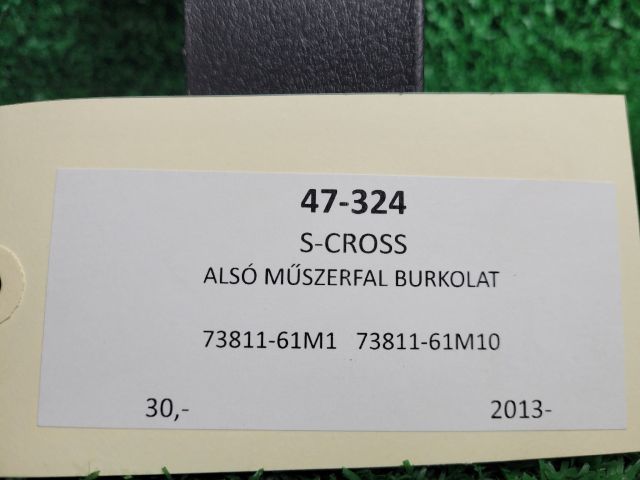 47-324
S-CROSS
ALSÓ MŰSZERFAL BURKOLAT
73811-61M1 73811-61M10
30,- 2013-